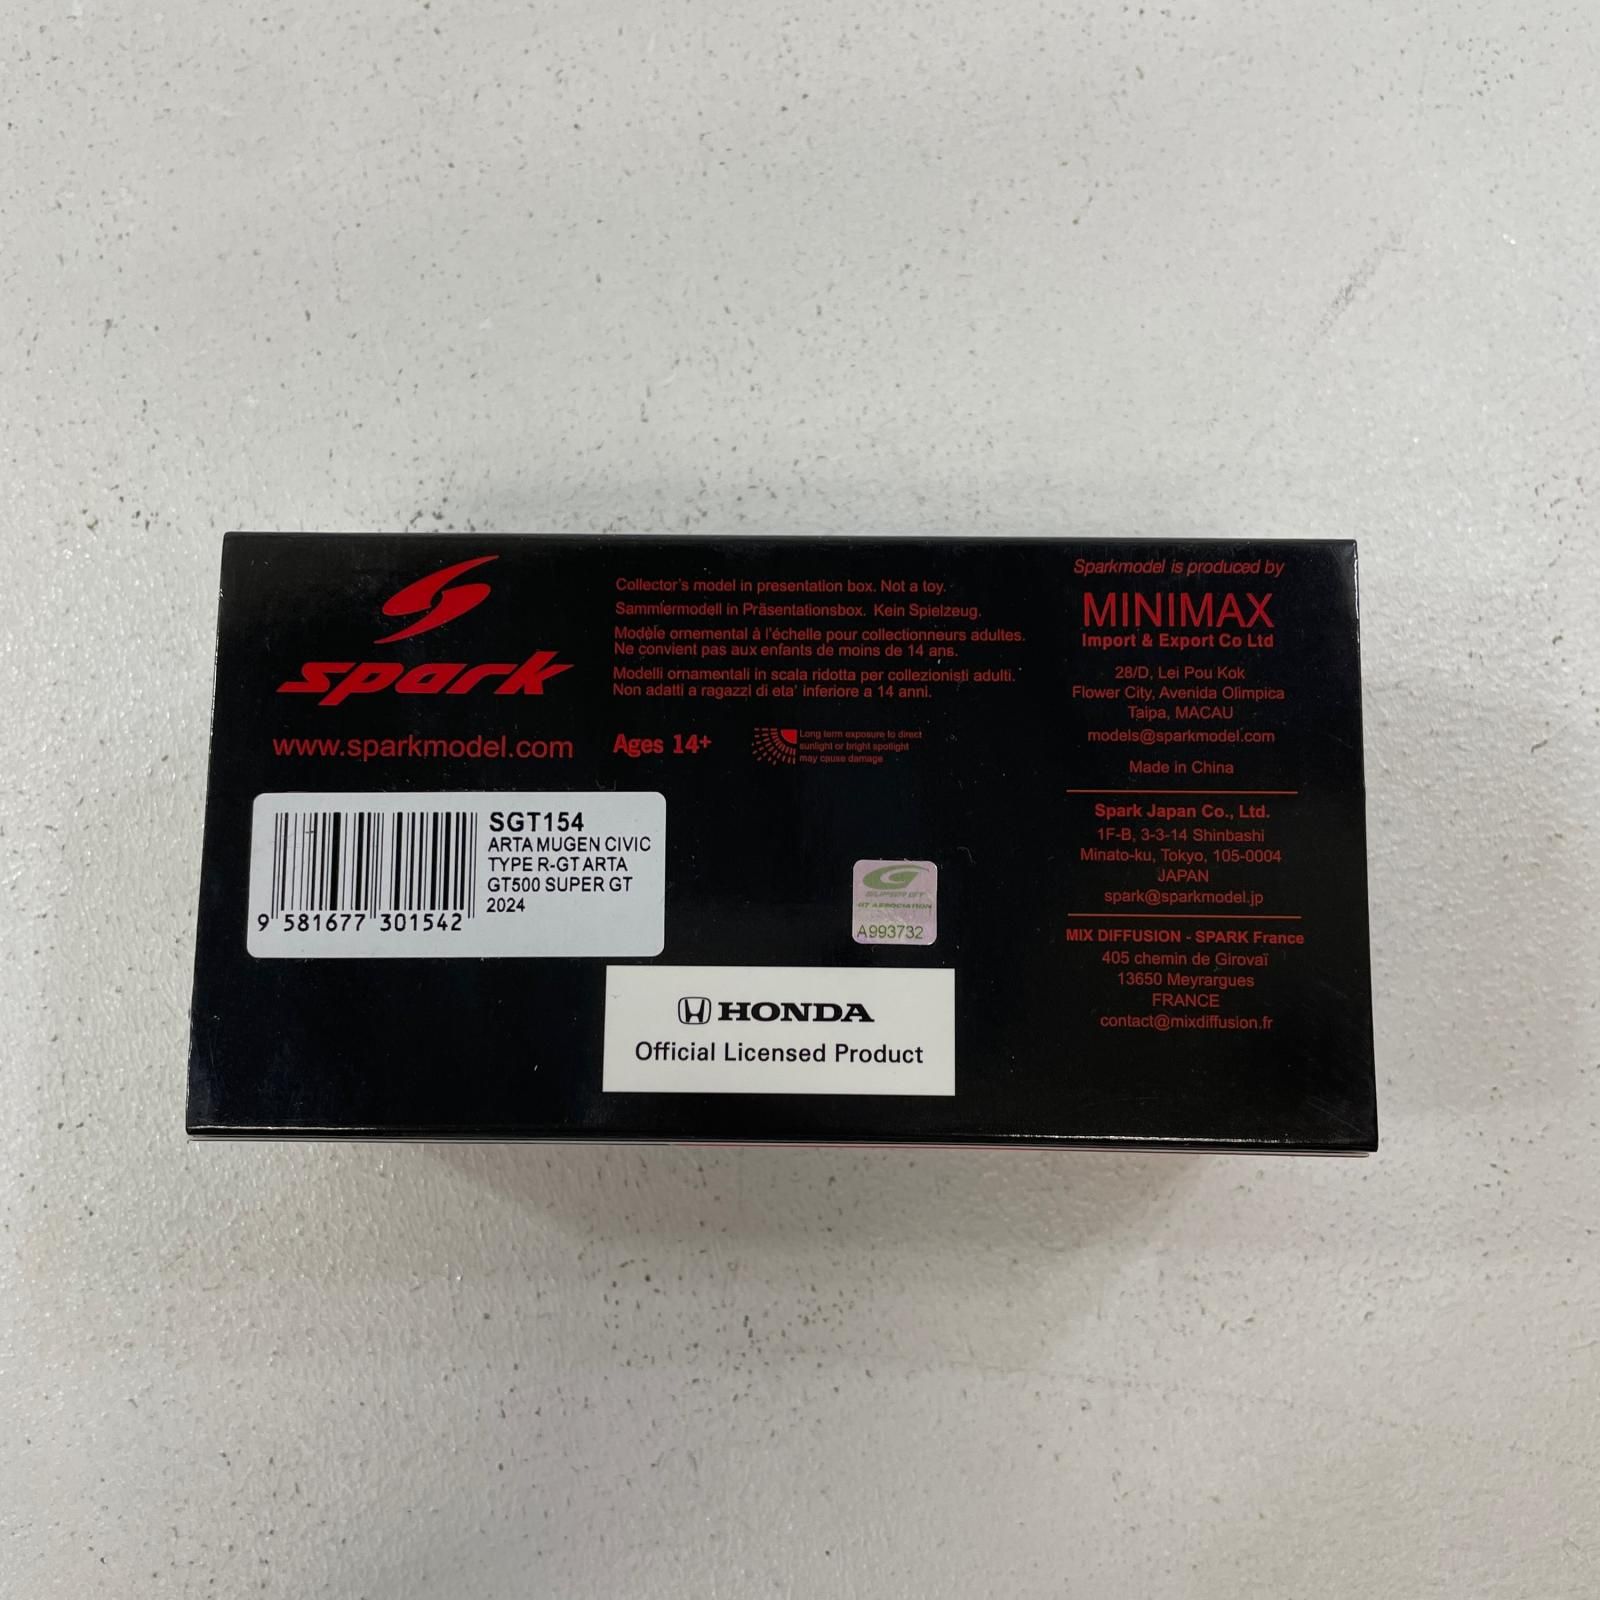 spark
www.sparkmodel.com
Collector's model in presentation box. Not a toy.
Sammlermodell in Präsentationsbox. Kein Spielzeug.
Modèle ornemental à l'échelle pour collectionneurs adultes.
Ne convient pas aux enfants de moins de 14 ans.
Modelli ornamentali in scala ridotta per collezionisti adulti.
Non adatti a ragazzi di eta' inferiore a 14 anni.
Ages 14+
Long term exposure to direct
sunlight or bright spotlight
may cause damage
SGT154
ARTA MUGEN CIVIC
TYPE R-GT ARTA
GT500 SUPER GT
2024
9 581677 301542
SUPER GT
GT ASSOCIATION
A993732
HONDA
Official Licensed Product
Sparkmodel is produced by
MINIMAX
Import & Export Co Ltd
28/D, Lei Pou Kok
Flower City, Avenida Olimpica
Taipa, MACAU
models@sparkmodel.com
Made in China
Spark Japan Co., Ltd.
1F-B, 3-3-14 Shinbashi
Minato-ku, Tokyo, 105-0004
JAPAN
spark@sparkmodel.jp
MIX DIFFUSION - SPARK France
405 chemin de Girovaï
13650 Meyrargues
FRANCE
contact@mixdiffusion.fr